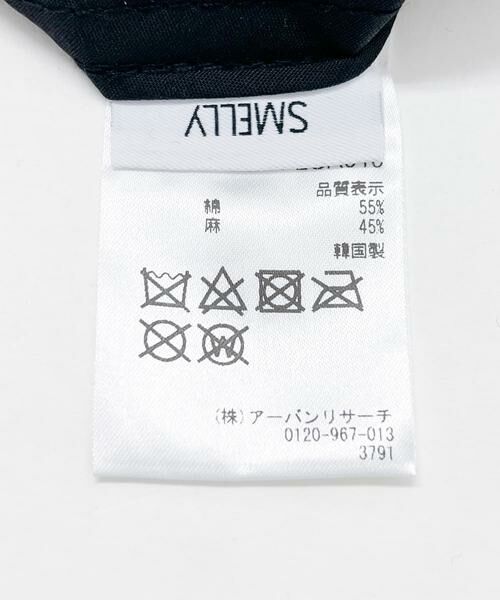 SMELLY
品質表示
綿 55%
麻 45%
韓国製
W
(株)アーバンリサーチ
0120-967-013
3791